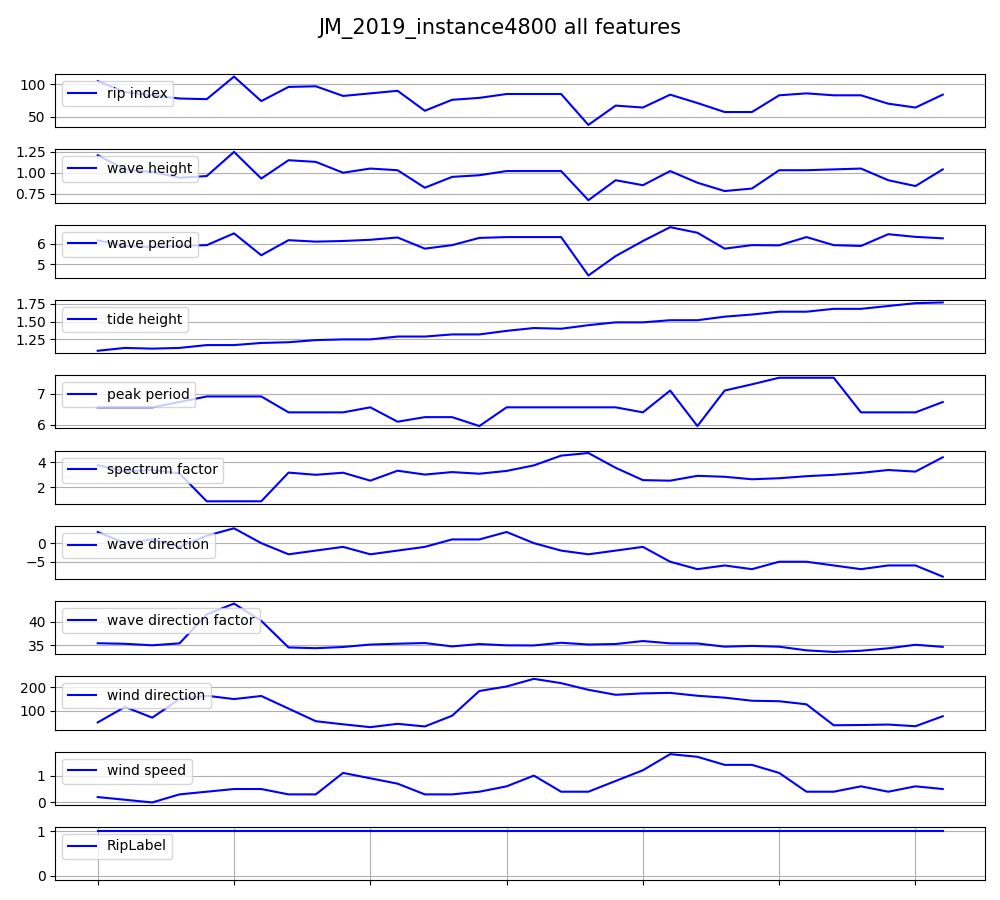 JM_2019_instance4800 all features
100
50
rip index
1.25
1.00
0.75
wave height
6
5
wave period
1.75
1.50
1.25
tide height
7
6
peak period
4
2
spectrum factor
0
−5
wave direction
40
35
wave direction factor
200
100
wind direction
1
0
wind speed
1
0
RipLabel